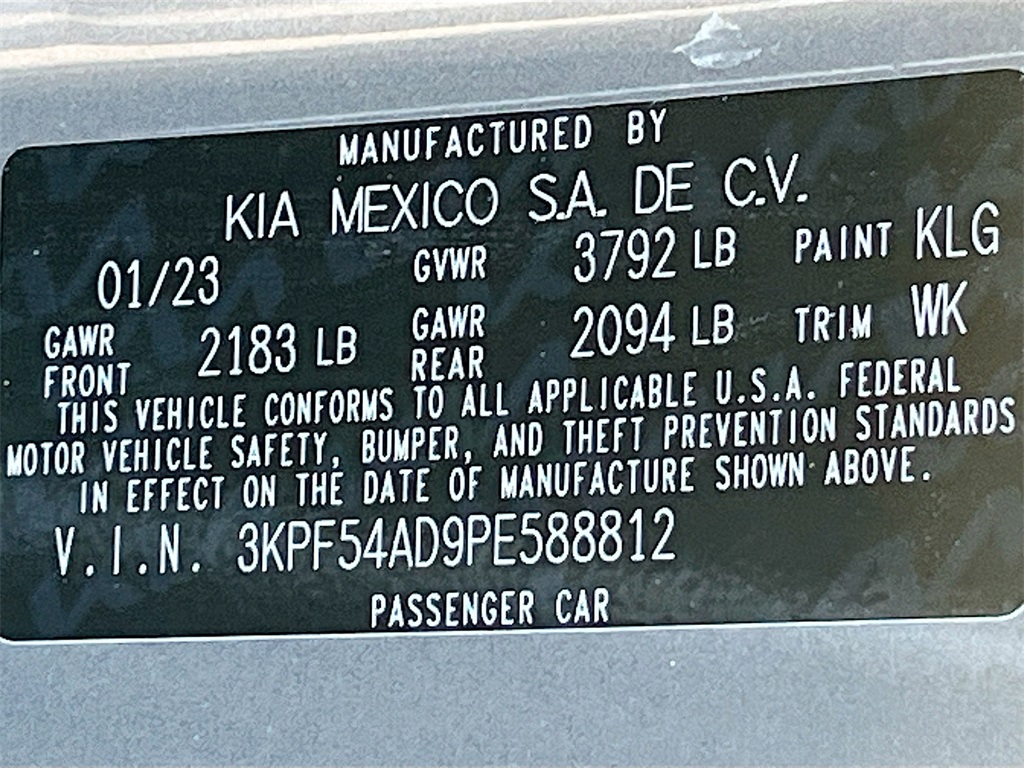 MANUFACTURED BY
KIA MEXICO S.A. DE C.V.
01/23 GVWR 3792 LB PAINT KLG
GAWR FRONT 2183 LB GAWR REAR 2094 LB TRIM WK
THIS VEHICLE CONFORMS TO ALL APPLICABLE U.S.A. FEDERAL
MOTOR VEHICLE SAFETY, BUMPER, AND THEFT PREVENTION STANDARDS
IN EFFECT ON THE DATE OF MANUFACTURE SHOWN ABOVE.
V.I.N. 3KPF54AD9PE588812
PASSENGER CAR